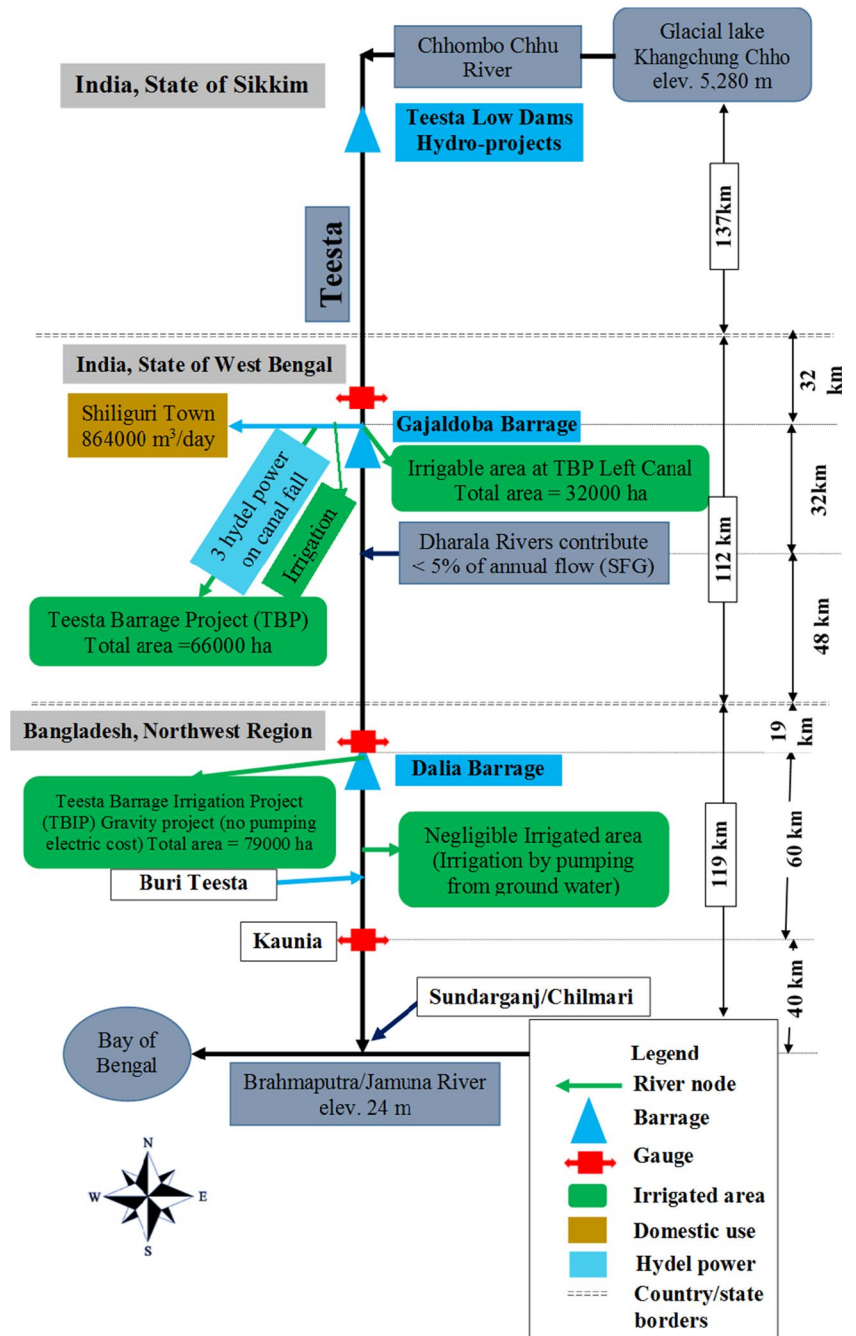 Chhombo Chhu
River
Glacial lake
Khangchung Chho
elev. 5,280 m
India, State of Sikkim
Teesta Low Dams
Hydro-projects
137km
Teesta
India, State of West Bengal
32
km
Shiliguri Town
864000 m³/day
Gajaldoba Barrage
3 hydel power
on canal fall
Irrigation
Irrigable area at TBP Left Canal
Total area = 32000 ha
32km
112 km
Dharala Rivers contribute
< 5% of annual flow (SFG)
Teesta Barrage Project (TBP)
Total area =66000 ha
48 km
Bangladesh, Northwest Region
19
km
Dalia Barrage
Teesta Barrage Irrigation Project
(TBIP) Gravity project (no pumping
electric cost) Total area = 79000 ha
Negligible Irrigated area
(Irrigation by pumping
from ground water)
119 km
60 km
Buri Teesta
Kaunia
40 km
Sundarganj/Chilmari
Bay of
Bengal
Brahmaputra/Jamuna River
elev. 24 m
Legend
River node
Barrage
Gauge
Irrigated area
Domestic use
Hydel power
Country/state
borders
N
W
E
S